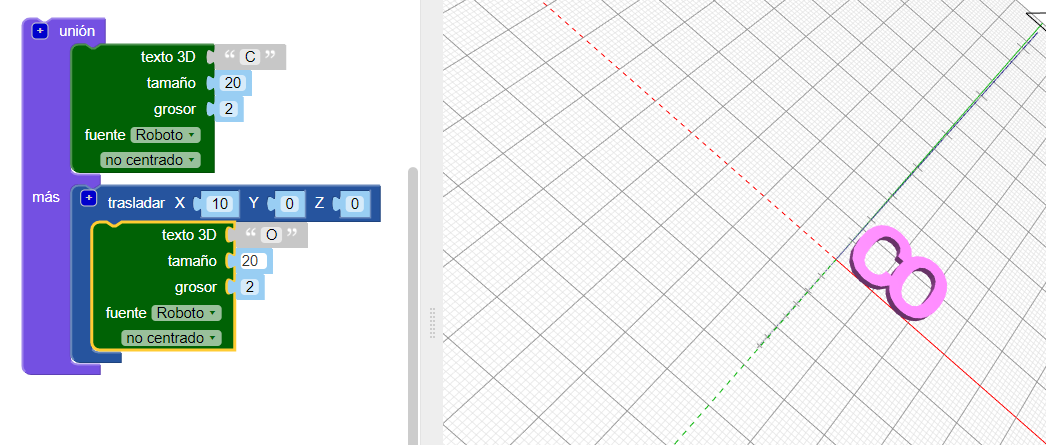 + unión
texto 3D “ C ”
tamaño 20
grosor 2
fuente Roboto ▾
no centrado ▾
más + trasladar X 10 Y 0 Z 0
texto 3D “ O ”
tamaño 20
grosor 2
fuente Roboto ▾
no centrado ▾
CO